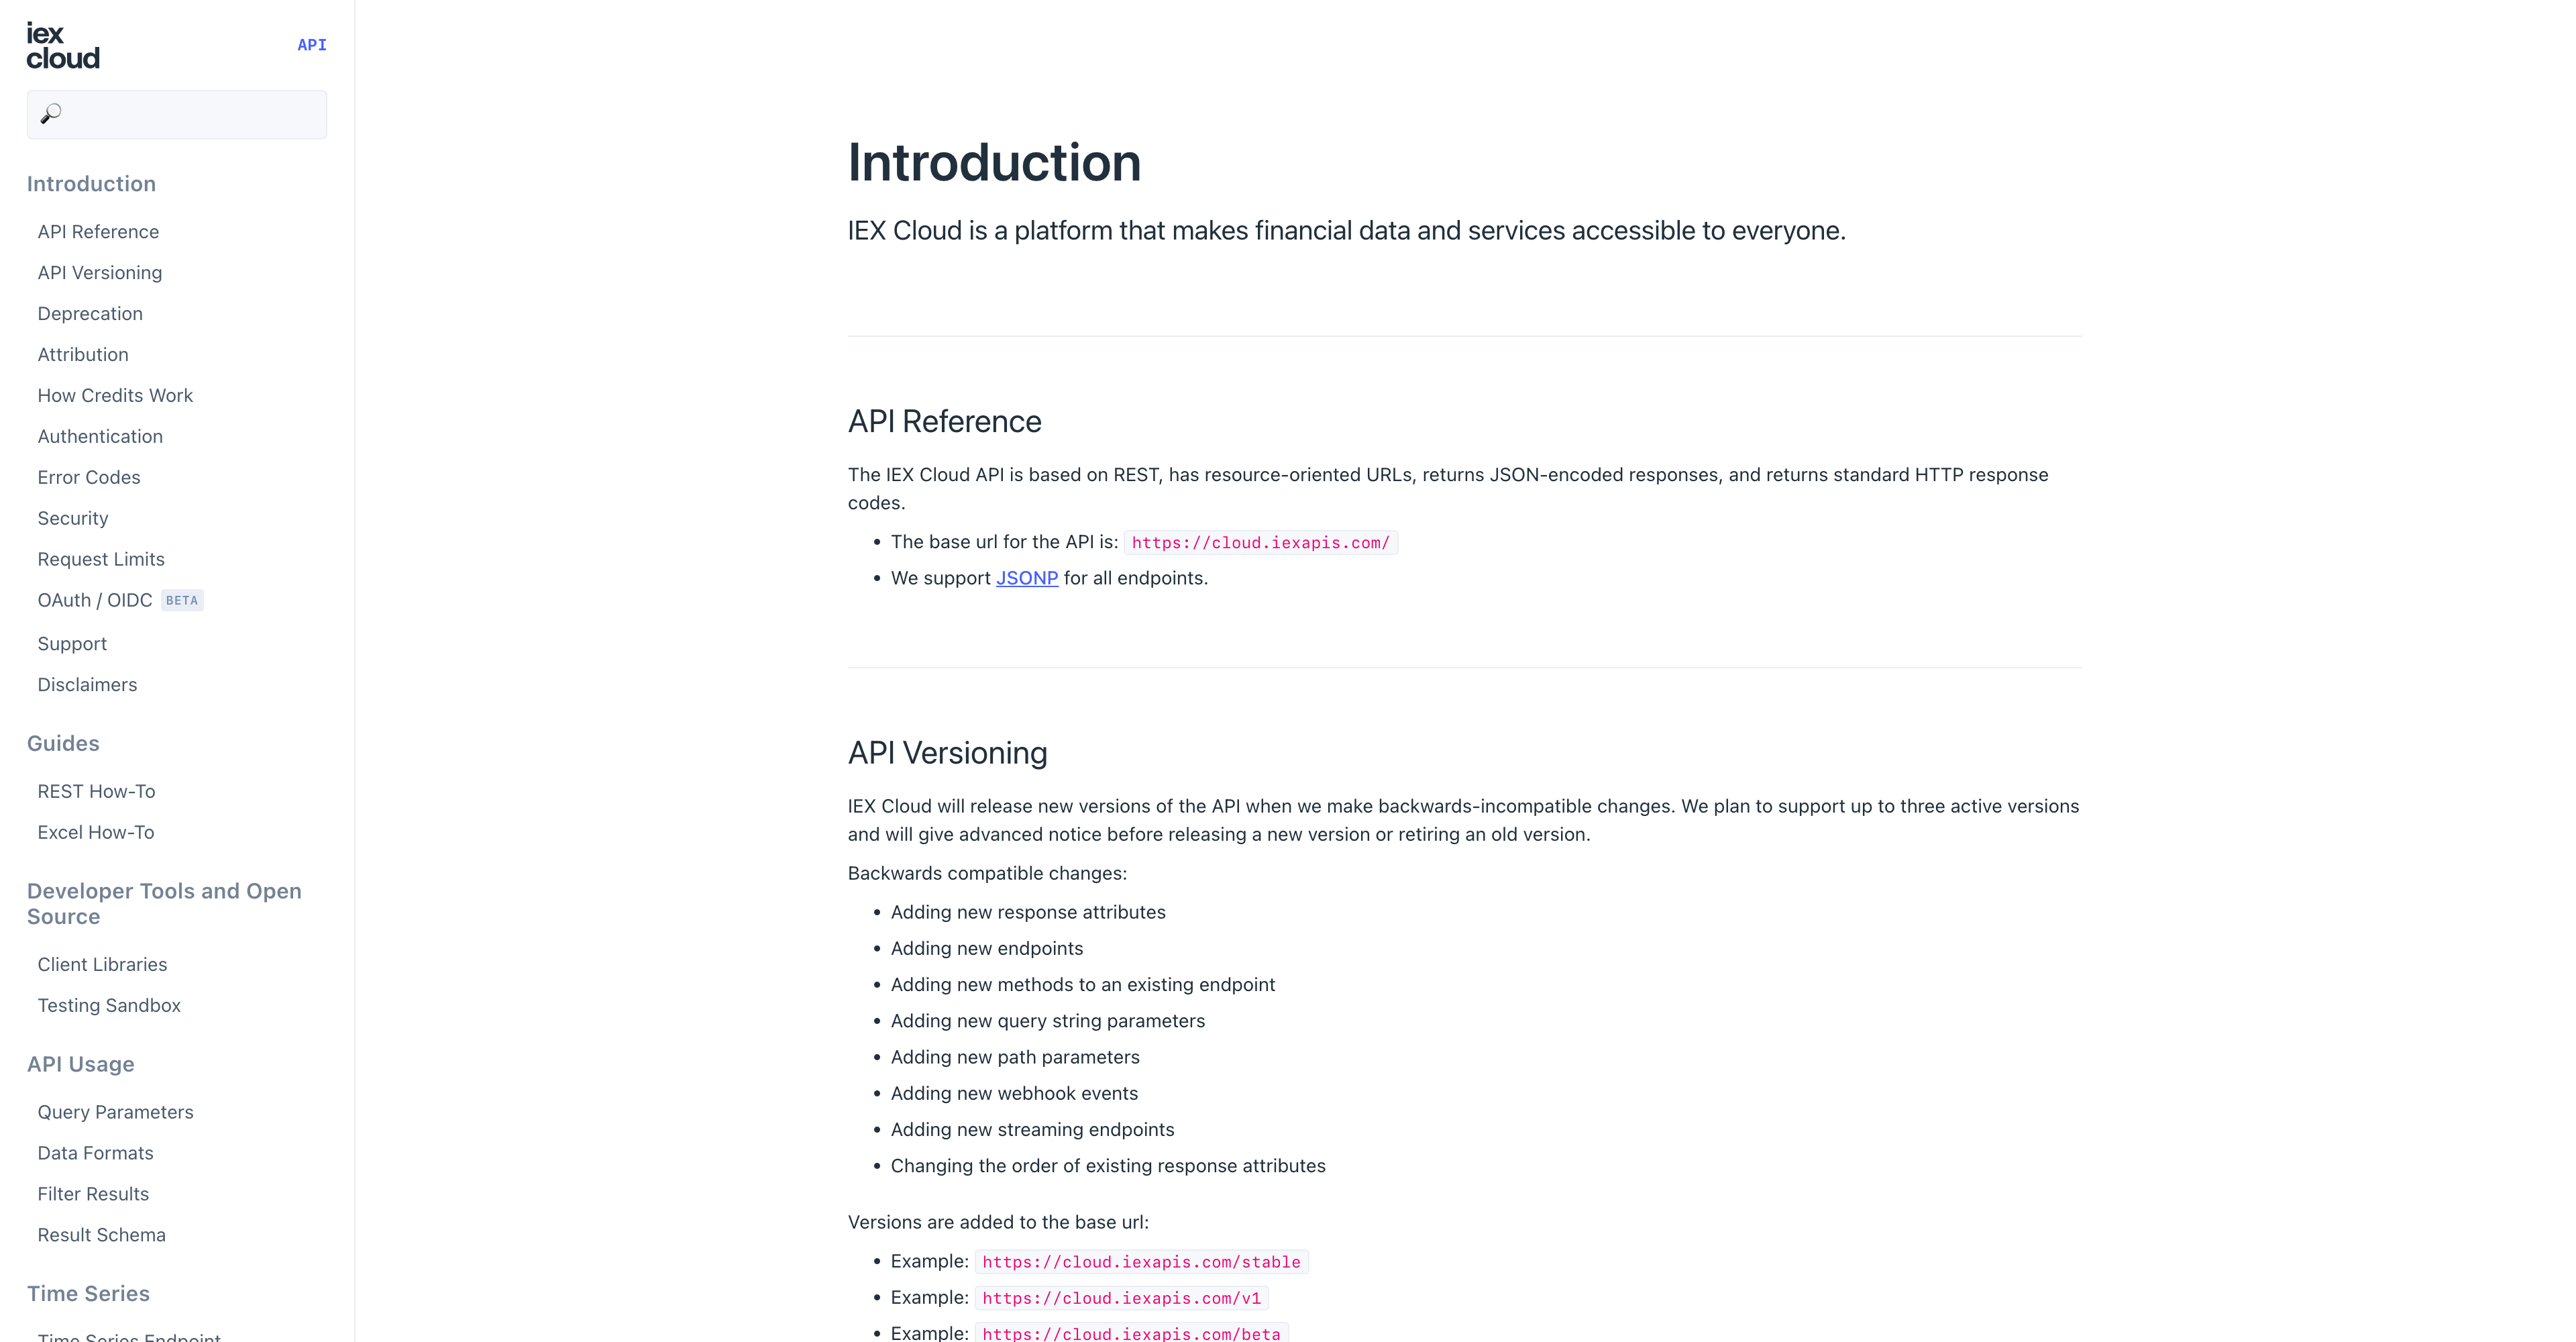 iex
cloud
API
Introduction
API Reference
API Versioning
Deprecation
Attribution
How Credits Work
Authentication
Error Codes
Security
Request Limits
OAuth / OIDC BETA
Support
Disclaimers
Guides
REST How-To
Excel How-To
Developer Tools and Open
Source
Client Libraries
Testing Sandbox
API Usage
Query Parameters
Data Formats
Filter Results
Result Schema
Time Series
Time Series Endpoint
Introduction
IEX Cloud is a platform that makes financial data and services accessible to everyone.
API Reference
The IEX Cloud API is based on REST, has resource-oriented URLs, returns JSON-encoded responses, and returns standard HTTP response
codes.
• The base url for the API is: https://cloud.iexapis.com/
• We support JSONP for all endpoints.
API Versioning
IEX Cloud will release new versions of the API when we make backwards-incompatible changes. We plan to support up to three active versions
and will give advanced notice before releasing a new version or retiring an old version.
Backwards compatible changes:
• Adding new response attributes
• Adding new endpoints
• Adding new methods to an existing endpoint
• Adding new query string parameters
• Adding new path parameters
• Adding new webhook events
• Adding new streaming endpoints
• Changing the order of existing response attributes
Versions are added to the base url:
• Example: https://cloud.iexapis.com/stable
• Example: https://cloud.iexapis.com/v1
• Example: https://cloud.iexapis.com/beta